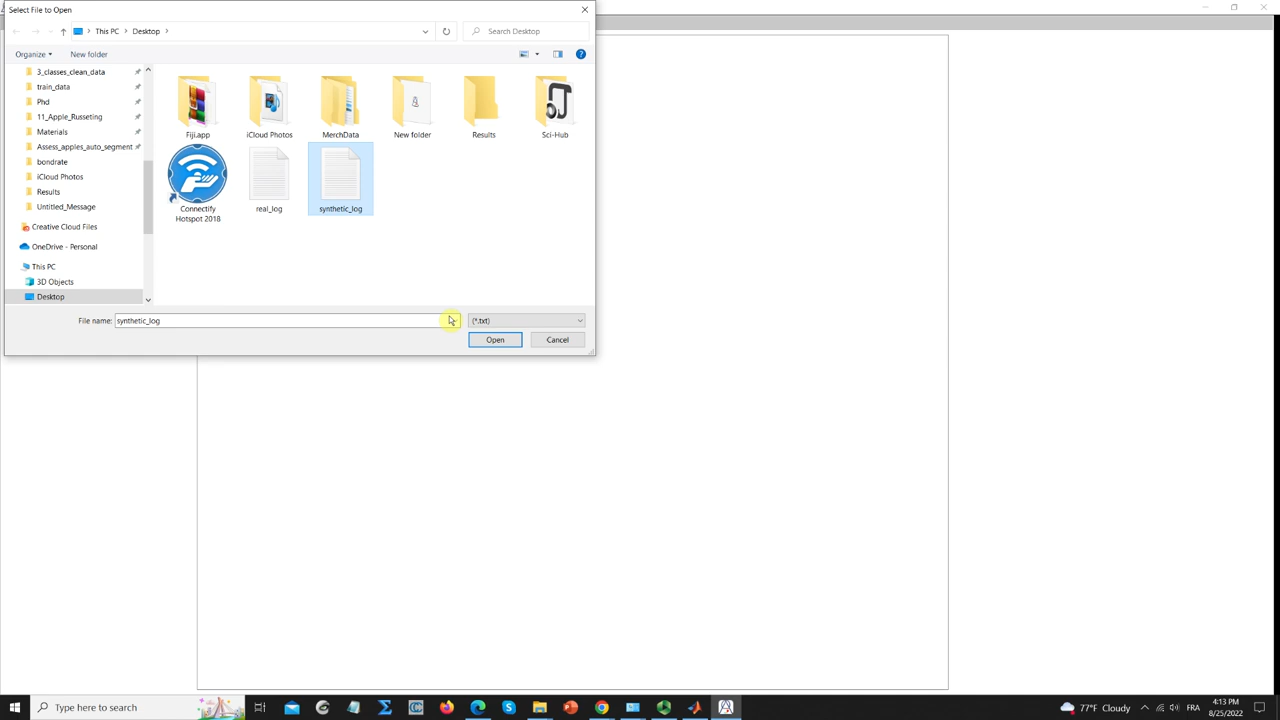 Select File to Open
This PC
Desktop
Search Desktop
Organize
New folder
3_classes_clean_data
train_data
Phd
11_Apple_Russeting
Materials
Assess_apples_auto_segment
bondrate
iCloud Photos
Results
Untitled_Message
Creative Cloud Files
OneDrive - Personal
This PC
3D Objects
Desktop
Fiji.app
iCloud Photos
MerchData
New folder
Results
Sci-Hub
Connectify
Hotspot 2018
real_log
synthetic_log
File name:
synthetic_log
(*.txt)
Open
Cancel
Type here to search
77°F Cloudy
FRA
4:13 PM
8/25/2022